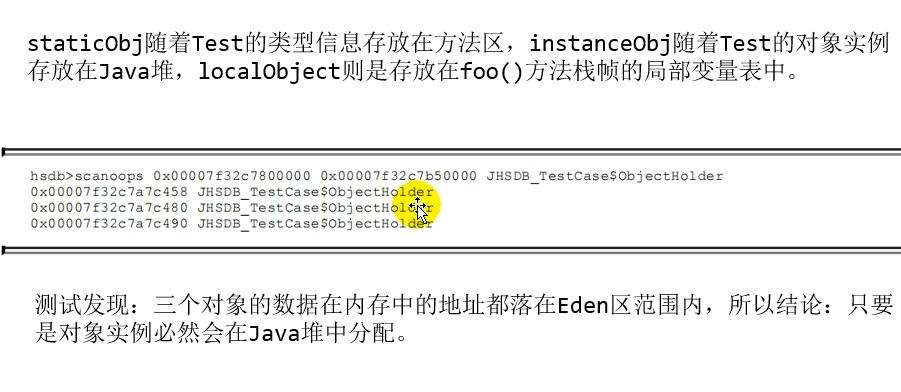 staticObj随着Test的类型信息存放在方法区，instanceObj随着Test的对象实例
存放在Java堆，localObject则是存放在foo()方法栈帧的局部变量表中。
hsdb>scanoops 0x00007f32c7800000 0x00007f32c7b50000 JHSDB_TestCase$ObjectHolder
0x00007f32c7a7c458 JHSDB_TestCase$ObjectHolder
0x00007f32c7a7c480 JHSDB_TestCase$ObjectHolder
0x00007f32c7a7c490 JHSDB_TestCase$ObjectHolder
测试发现：三个对象的数据在内存中的地址都落在Eden区范围内，所以结论：只要
是对象实例必然会在Java堆中分配。